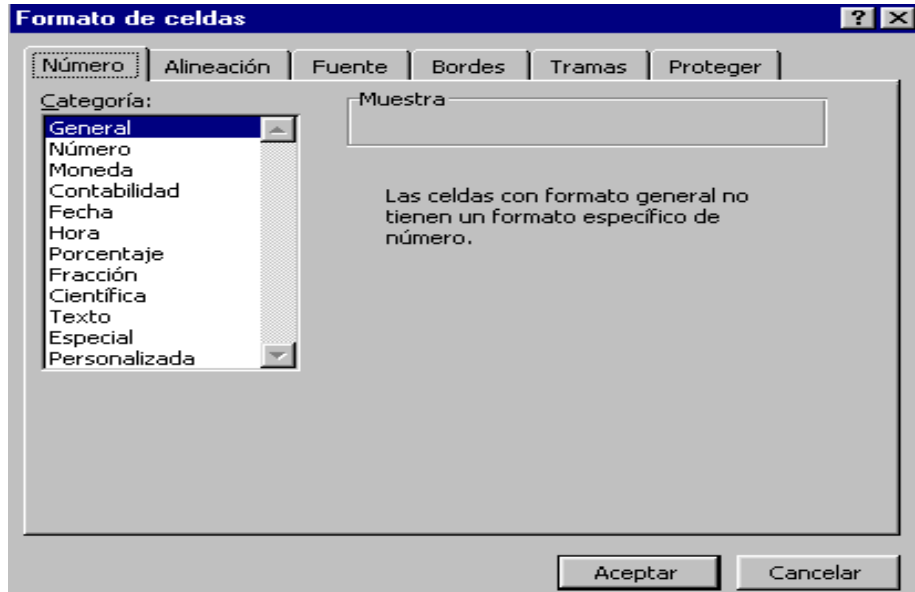 Formato de celdas
Número Alineación Fuente Bordes Tramas Proteger
Categoría:
General
Número
Moneda
Contabilidad
Fecha
Hora
Porcentaje
Fracción
Científica
Texto
Especial
Personalizada
Muestra
Las celdas con formato general no
tienen un formato específico de
número.
Aceptar Cancelar